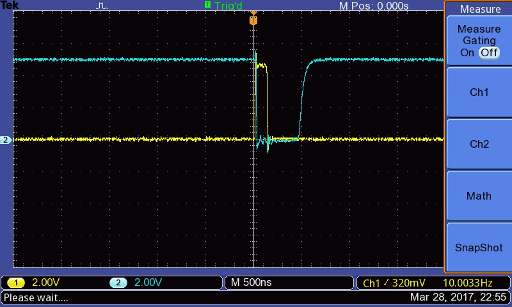 Tek Trig'd M Pos: 0.000s
Measure
Measure
Gating
On Off
Ch1
Ch2
Math
SnapShot
2
1 2.00V 2 2.00V M 500ns Ch1 320mV 10.0033Hz
Please wait.... Mar 28, 2017, 22:55